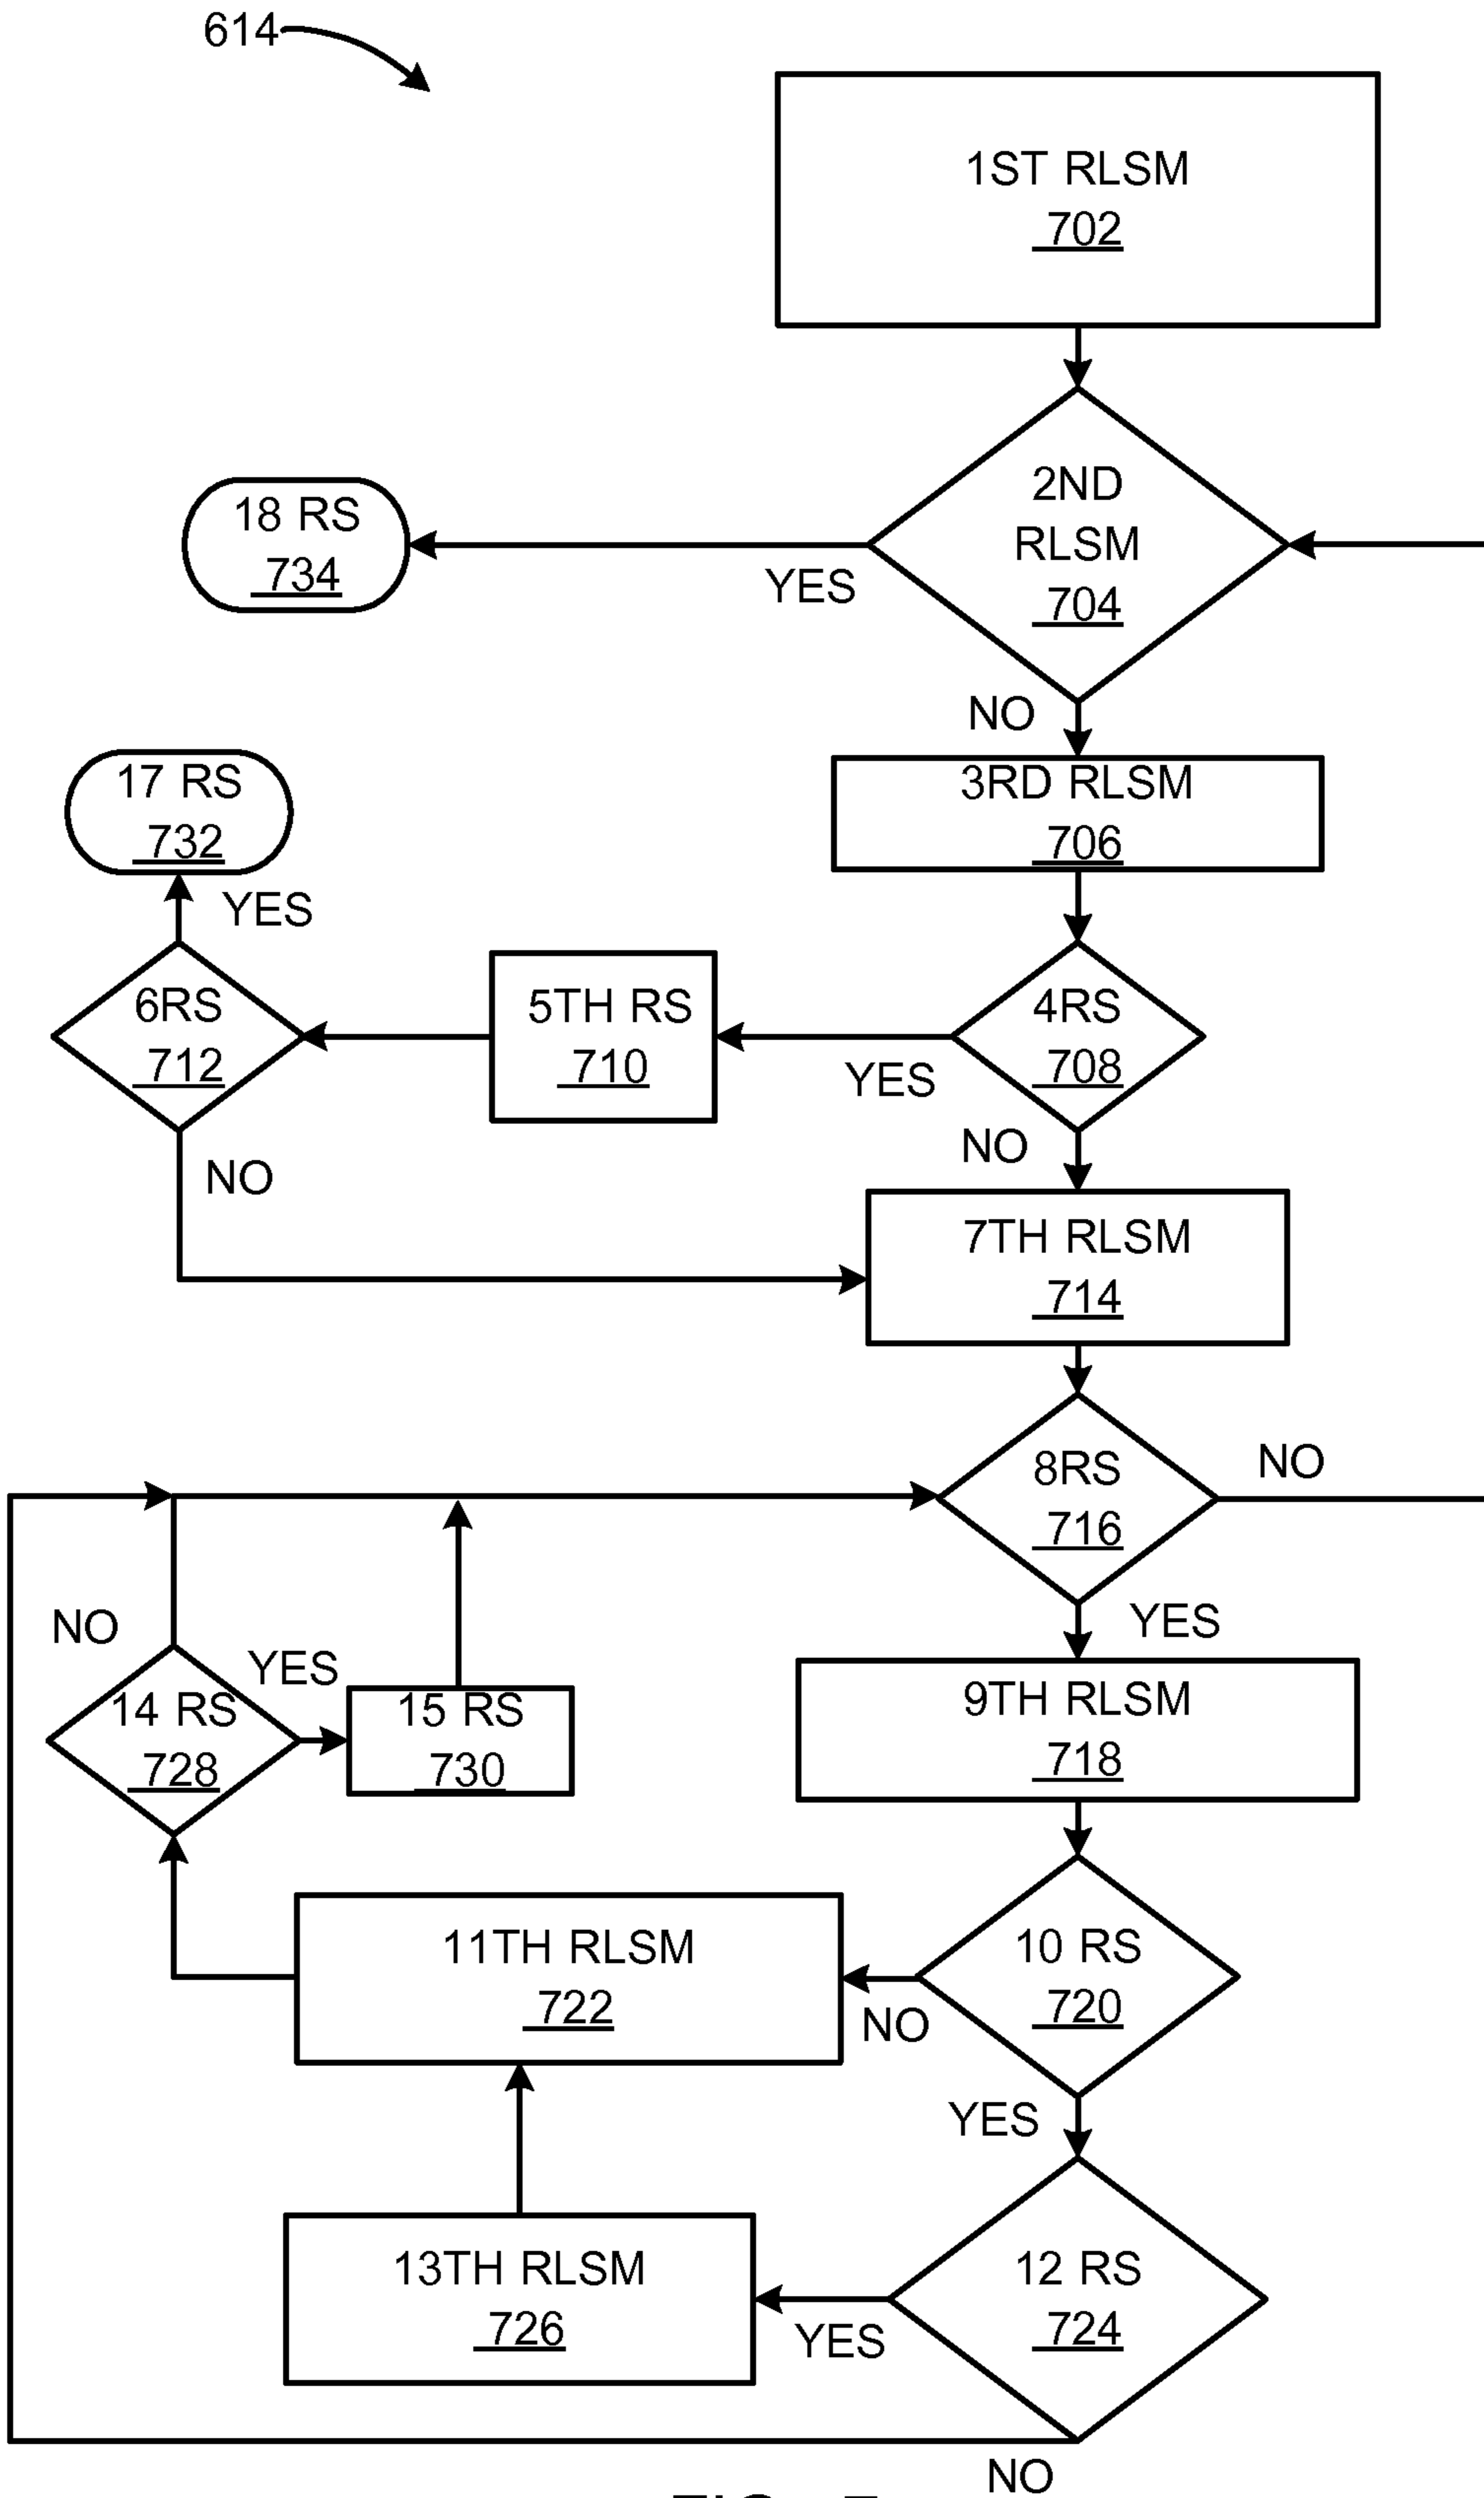 614
1ST RLSM
702
2ND
RLSM
704
18 RS
734
YES
NO
3RD RLSM
706
17 RS
732
YES
6RS
712
5TH RS
710
4RS
708
YES
NO
NO
7TH RLSM
714
8RS
716
NO
YES
NO
YES
14 RS
728
15 RS
730
9TH RLSM
718
11TH RLSM
722
10 RS
720
NO
YES
13TH RLSM
726
12 RS
724
YES
NO